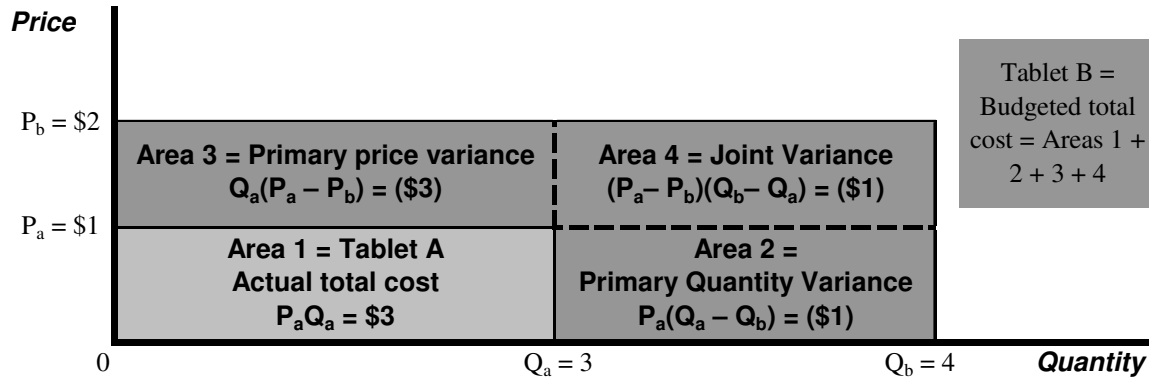 Price
Tablet B =
Budgeted total
cost = Areas 1 +
2 + 3 + 4
P_b = $2
Area 3 = Primary price variance
Q_a(P_a – P_b) = ($3)
Area 4 = Joint Variance
(P_a– P_b)(Q_b– Q_a) = ($1)
P_a = $1
Area 1 = Tablet A
Actual total cost
P_aQ_a = $3
Area 2 =
Primary Quantity Variance
P_a(Q_a – Q_b) = ($1)
0
Q_a = 3
Q_b = 4
Quantity